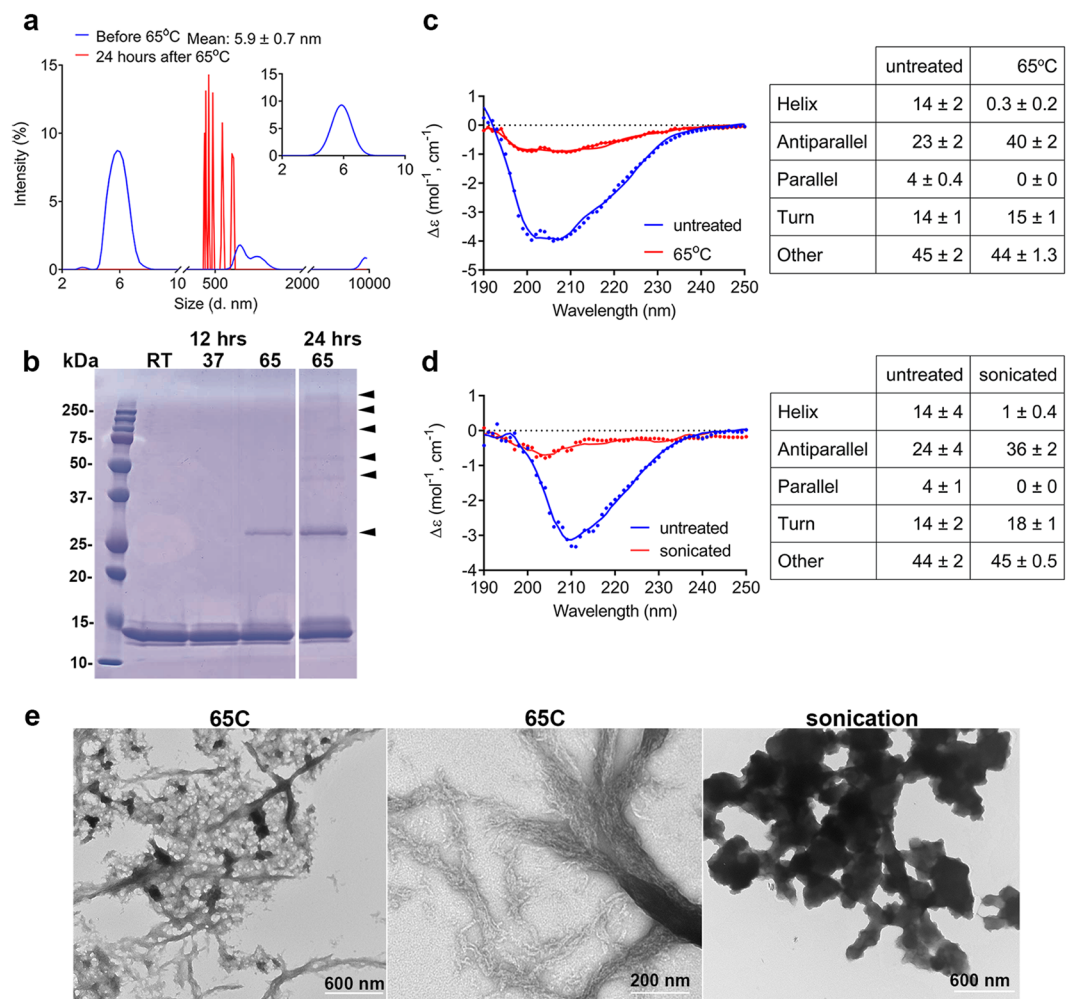 a
Before 65ºC Mean: 5.9 ± 0.7 nm
24 hours after 65ºC
Intensity (%)
15
10
5
0
2 6 10 500 2000 10000
Size (d. nm)
15
10
5
0
2 6 10
b
kDa
12 hrs 24 hrs
RT 37 65 65
250-
75-
50-
37-
25-
20-
15-
10-
c
Δε (mol⁻¹, cm⁻¹)
1
0
-1
-2
-3
-4
-5
untreated
65ºC
190 200 210 220 230 240 250
Wavelength (nm)
untreated 65ºC
Helix 14 ± 2 0.3 ± 0.2
Antiparallel 23 ± 2 40 ± 2
Parallel 4 ± 0.4 0 ± 0
Turn 14 ± 1 15 ± 1
Other 45 ± 2 44 ± 1.3
d
Δε (mol⁻¹, cm⁻¹)
1
0
-1
-2
-3
-4
untreated
sonicated
190 200 210 220 230 240 250
Wavelength (nm)
untreated sonicated
Helix 14 ± 4 1 ± 0.4
Antiparallel 24 ± 4 36 ± 2
Parallel 4 ± 1 0 ± 0
Turn 14 ± 2 18 ± 1
Other 44 ± 2 45 ± 0.5
e
65C 65C sonication
600 nm 200 nm 600 nm